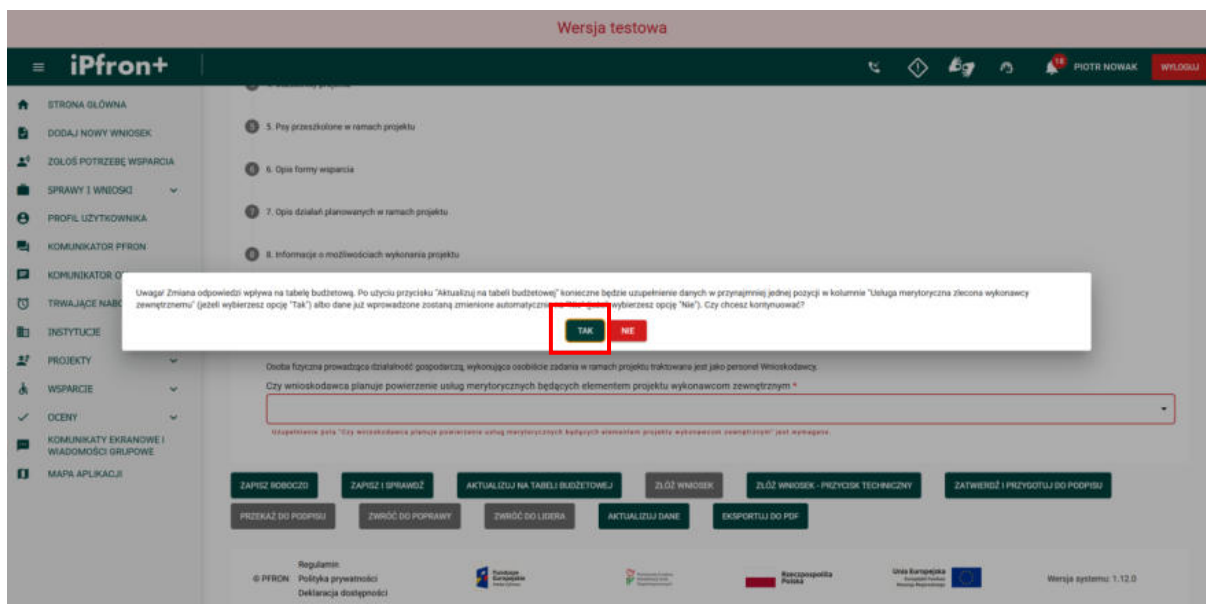 Wersja testowa
iPfron+
18
PIOTR NOWAK
WYLOGUJ
STRONA GŁÓWNA
DODAJ NOWY WNIOSEK
ZGŁOŚ POTRZEBĘ WSPARCIA
SPRAWY I WNIOSKI
PROFIL UŻYTKOWNIKA
KOMUNIKATOR PFRON
KOMUNIKATOR O
TRWAJĄCE NABO
INSTYTUCJE
PROJEKTY
WSPARCIE
OCENY
KOMUNIKATY EKRANOWE I
WIADOMOŚCI GRUPOWE
MAPA APLIKACJI
5. Psy przeszkolone w ramach projektu
6. Opis formy wsparcia
7. Opis działań planowanych w ramach projektu
8. Informacje o możliwościach wykonania projektu
Uwaga! Zmiana odpowiedzi wpływa na tabelę budżetową. Po użyciu przycisku "Aktualizuj na tabeli budżetowej" konieczne będzie uzupełnienie danych w przynajmniej jednej pozycji w kolumnie "Usługa merytoryczna zlecona wykonawcy
zewnętrznemu" (jeżeli wybierzesz opcję "Tak") albo dane już wprowadzone zostaną zmienione automatycznie wybierzesz opcję "Nie"). Czy chcesz kontynuować?
TAK
NIE
Osoba fizyczna prowadząca działalność gospodarczą, wykonująca osobiście zadania w ramach projektu traktowana jest jako personel Wnioskodawcy.
Czy wnioskodawca planuje powierzenie usług merytorycznych będących elementem projektu wykonawcom zewnętrznym *
Uzupełnienie pola "Czy wnioskodawca planuje powierzenie usług merytorycznych będących elementem projektu wykonawcom zewnętrznym" jest wymagane.
ZAPISZ ROBOCZO
ZAPISZ I SPRAWDŹ
AKTUALIZUJ NA TABELI BUDŻETOWEJ
ZŁÓŻ WNIOSEK
ZŁÓŻ WNIOSEK - PRZYCISK TECHNICZNY
ZATWIERDŹ I PRZYGOTUJ DO PODPISU
PRZEKAŻ DO PODPISU
ZWRÓĆ DO POPRAWY
ZWRÓĆ DO LIDERA
AKTUALIZUJ DANE
EKSPORTUJ DO PDF
© PFRON
Regulamin
Polityka prywatności
Deklaracja dostępności
Fundusze
Europejskie
Rzeczpospolita
Polska
Unia Europejska
Wersja systemu: 1.12.0